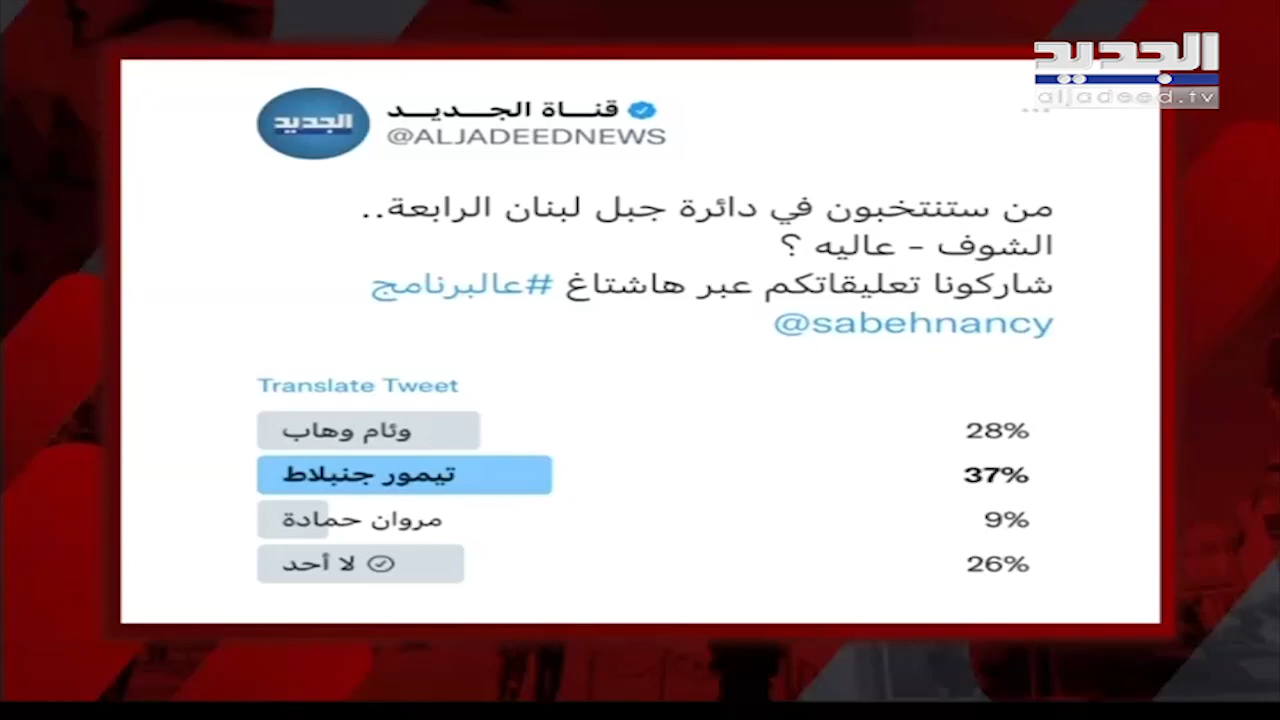 الجديد
aljadeed.tv
الجديد
قناة الجديد
@ALJADEEDNEWS
من ستنتخبون في دائرة جبل لبنان الرابعة..
الشوف - عاليه ؟
شاركونا تعليقاتكم عبر هاشتاغ #عالبرنامج
@sabehnancy
Translate Tweet
وئام وهاب 28%
تيمور جنبلاط 37%
مروان حمادة 9%
لا أحد 26%